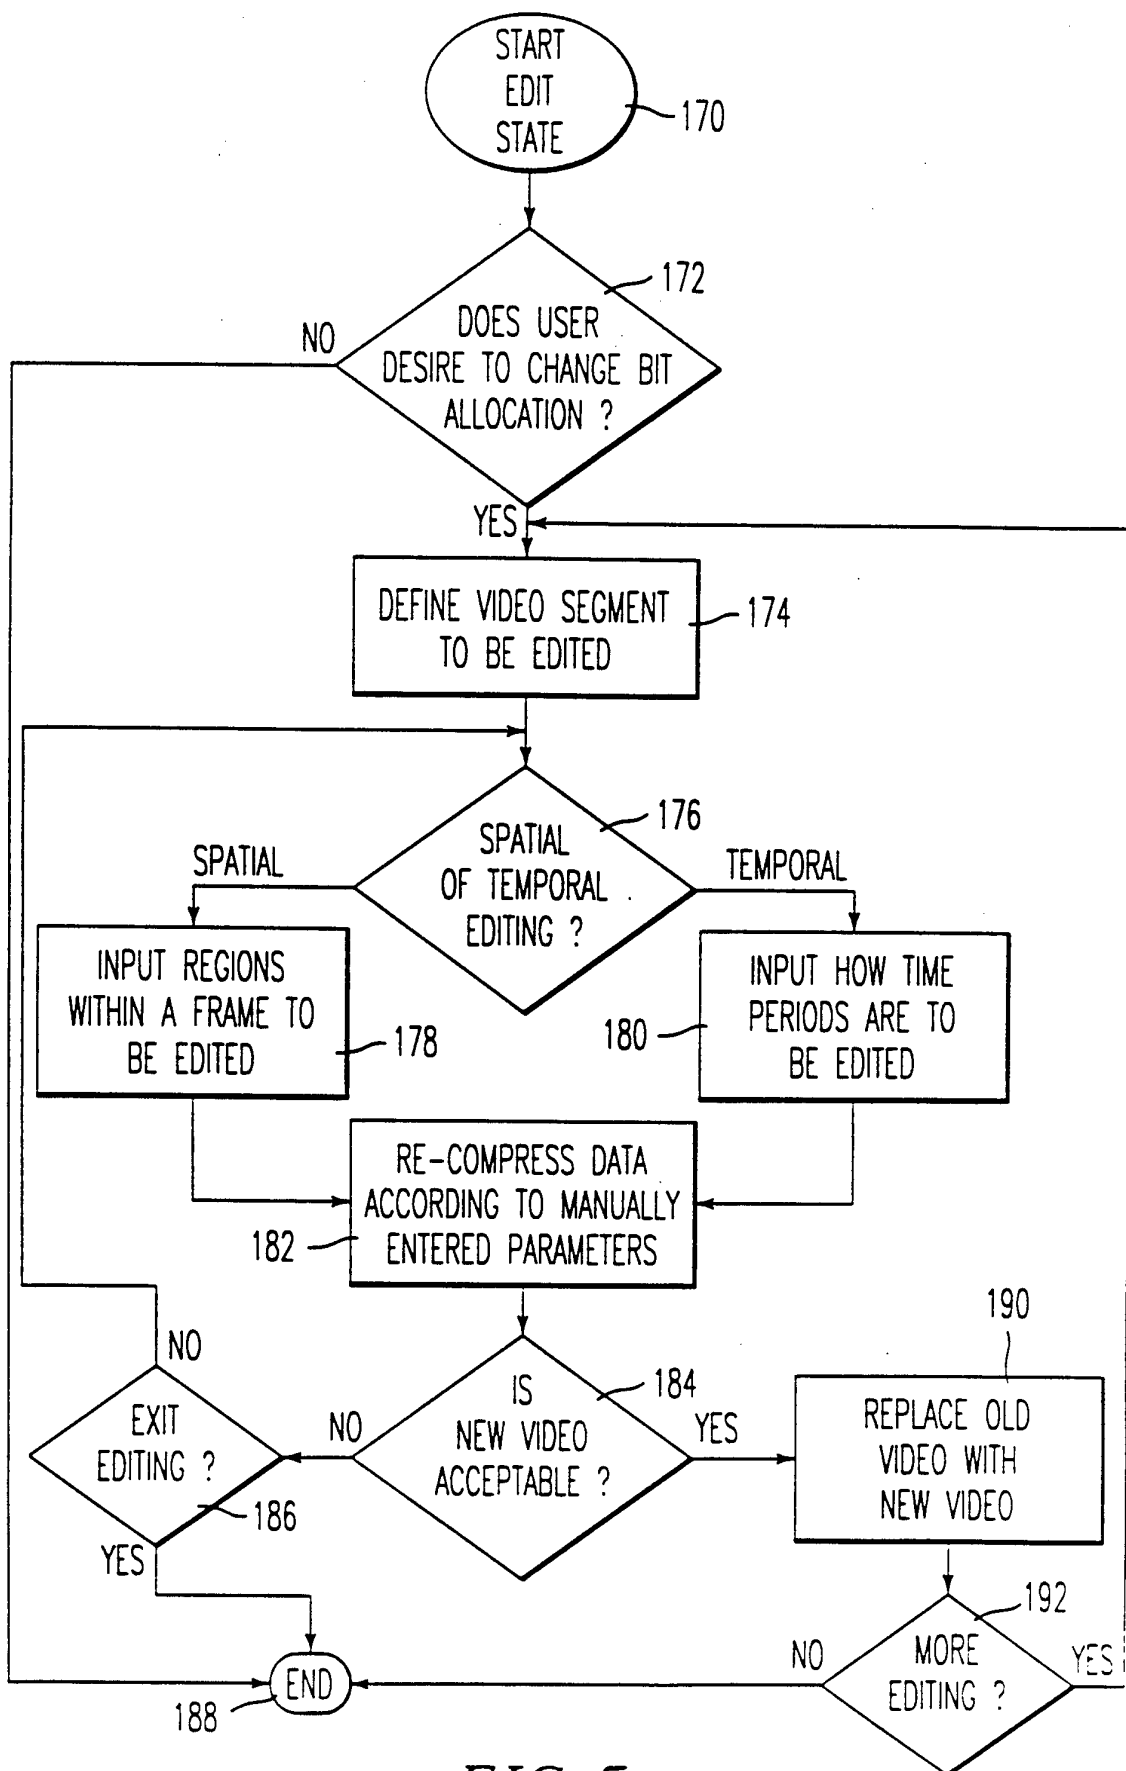 START
EDIT
STATE
170
172
DOES USER
DESIRE TO CHANGE BIT
ALLOCATION ?
NO
YES
DEFINE VIDEO SEGMENT
TO BE EDITED
174
176
SPATIAL
OF TEMPORAL
EDITING ?
SPATIAL
TEMPORAL
INPUT REGIONS
WITHIN A FRAME TO
BE EDITED
178
INPUT HOW TIME
PERIODS ARE TO
BE EDITED
180
RE-COMPRESS DATA
ACCORDING TO MANUALLY
ENTERED PARAMETERS
182
IS
NEW VIDEO
ACCEPTABLE ?
184
NO
YES
EXIT
EDITING ?
186
NO
YES
190
REPLACE OLD
VIDEO WITH
NEW VIDEO
192
MORE
EDITING ?
NO
YES
END
188